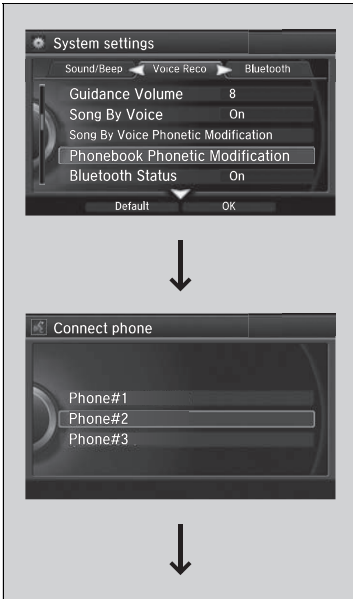 System settings
Sound/Beep Voice Reco Bluetooth
Guidance Volume 8
Song By Voice On
Song By Voice Phonetic Modification
Phonebook Phonetic Modification
Bluetooth Status On
Default OK
Connect phone
Phone#1
Phone#2
Phone#3